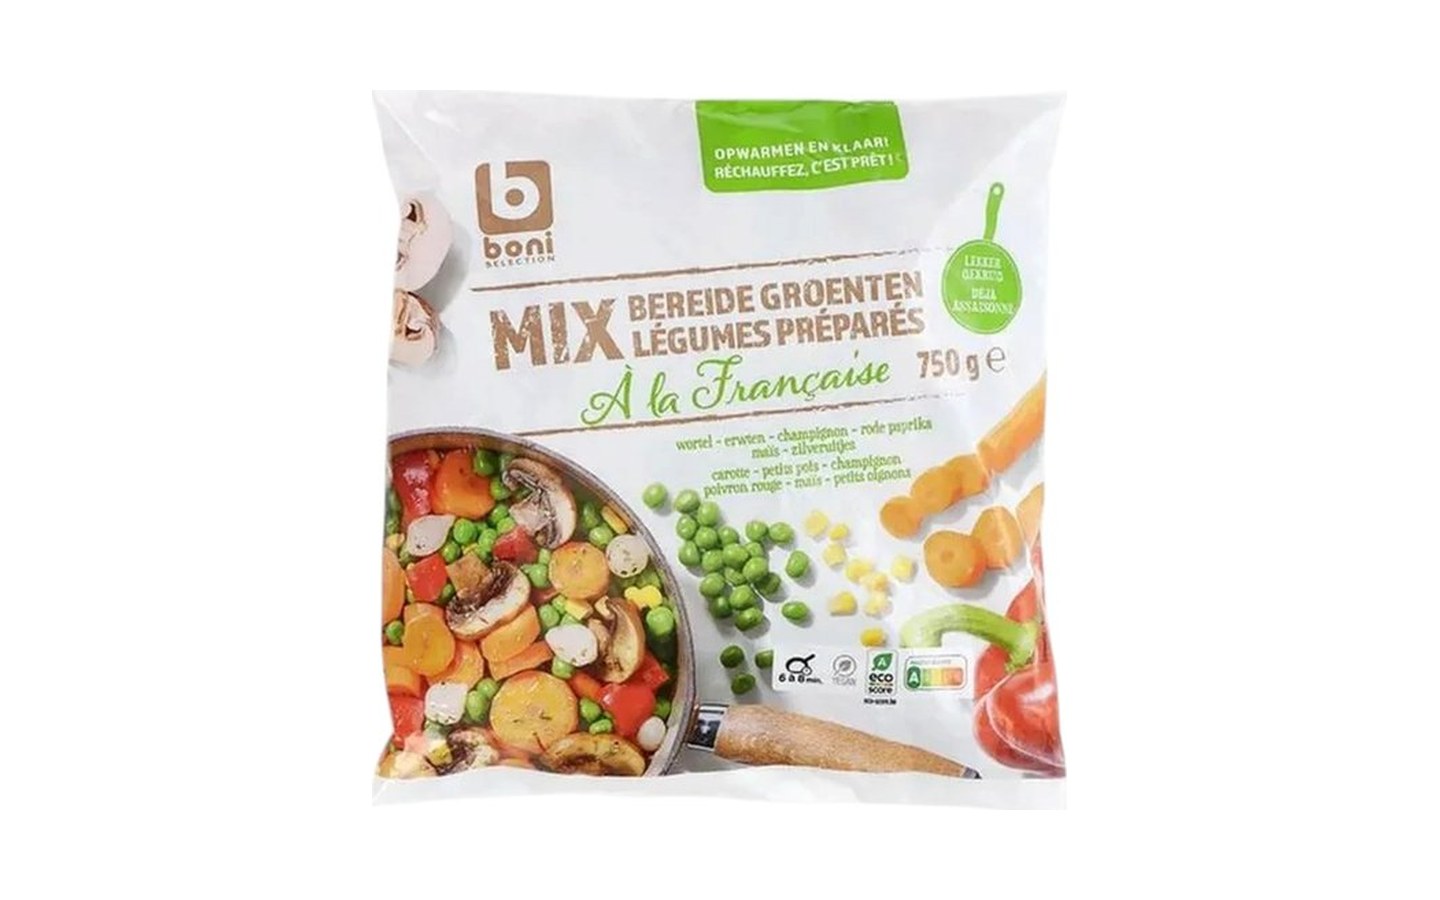 OPWARMEN EN KLAAR!
RÉCHAUFFEZ, C'EST PRÊT!
b
boni
SELECTION
LEKKER
GEKRUID
DÉJÀ
ASSAISONNÉ
MIX BEREIDE GROENTEN
LÉGUMES PRÉPARÉS
À la Française 750 g e
wortel - erwten - champignon - rode paprika
maïs - zilveruitjes
carotte - petits pois - champignon
poivron rouge - maïs - petits oignons
6 à 8 min.
VEGAN
A
eco
score
A